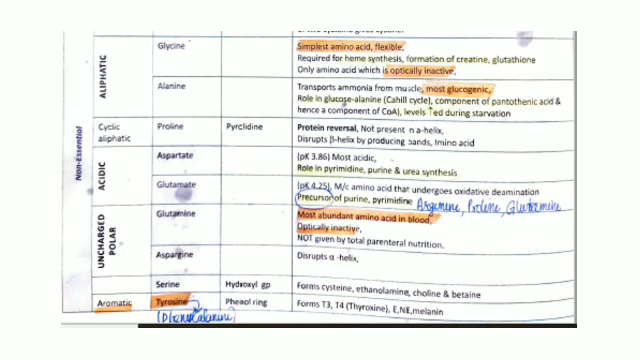 Non-Essential
ALIPHATIC
Glycine
Simplest amino acid, flexible,
Required for heme synthesis, formation of creatine, glutathione
Only amino acid which is optically inactive,
Alanine
Transports ammonia from muscle, most glucogenic,
Role in glucose-alanine (Cahill cycle), component of pantothenic acid &
hence a component of CoA), levels ↑ed during starvation
Cyclic
aliphatic
Proline
Pyrclidine
Protein reversal, Not present n a-helix,
Disrupts β-helix by producing bands, Imino acid
ACIDIC
Aspartate
(pK 3.86) Most acidic,
Role in pyrimidine, purine & urea synthesis
Glutamate
(pK 4.25), M/c amino acid that undergoes oxidative deamination
Precursor of purine, pyrimidine Argenine, Prolene, Glutamine
UNCHARGED
POLAR
Glutamine
Most abundant amino acid in blood,
Optically inactive,
NOT given by total parenteral nutrition.
Aspargine
Disrupts α -helix,
Serine
Hydroxyl gp
Forms cysteine, ethanolamine, choline & betaine
Aromatic
Tyrosine
Phenol ring
Forms T3, T4 (Thyroxine), E,NE,melanin
(Phenylalanine)